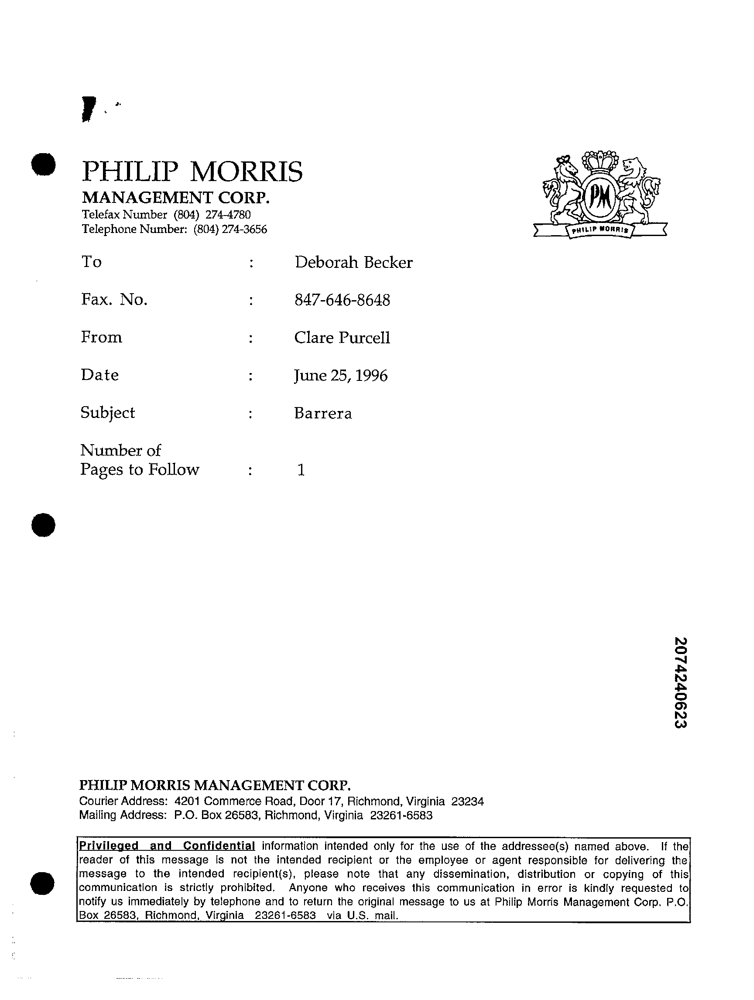 PHILIP MORRIS
MANAGEMENT CORP.
Telefax Number (804) 274-4780
Telephone Number: (804) 274-3656
PM
PHILIP MORRIS
To : Deborah Becker
Fax. No. : 847-646-8648
From : Clare Purcell
Date : June 25, 1996
Subject : Barrera
Number of
Pages to Follow : 1
2074240623
PHILIP MORRIS MANAGEMENT CORP.
Courier Address: 4201 Commerce Road, Door 17, Richmond, Virginia 23234
Mailing Address: P.O. Box 26583, Richmond, Virginia 23261-6583
Privileged and Confidential information intended only for the use of the addressee(s) named above. If the
reader of this message is not the intended recipient or the employee or agent responsible for delivering the
message to the intended recipient(s), please note that any dissemination, distribution or copying of this
communication is strictly prohibited. Anyone who receives this communication in error is kindly requested to
notify us immediately by telephone and to return the original message to us at Philip Morris Management Corp. P.O.
Box 26583, Richmond, Virginia 23261-6583 via U.S. mail.